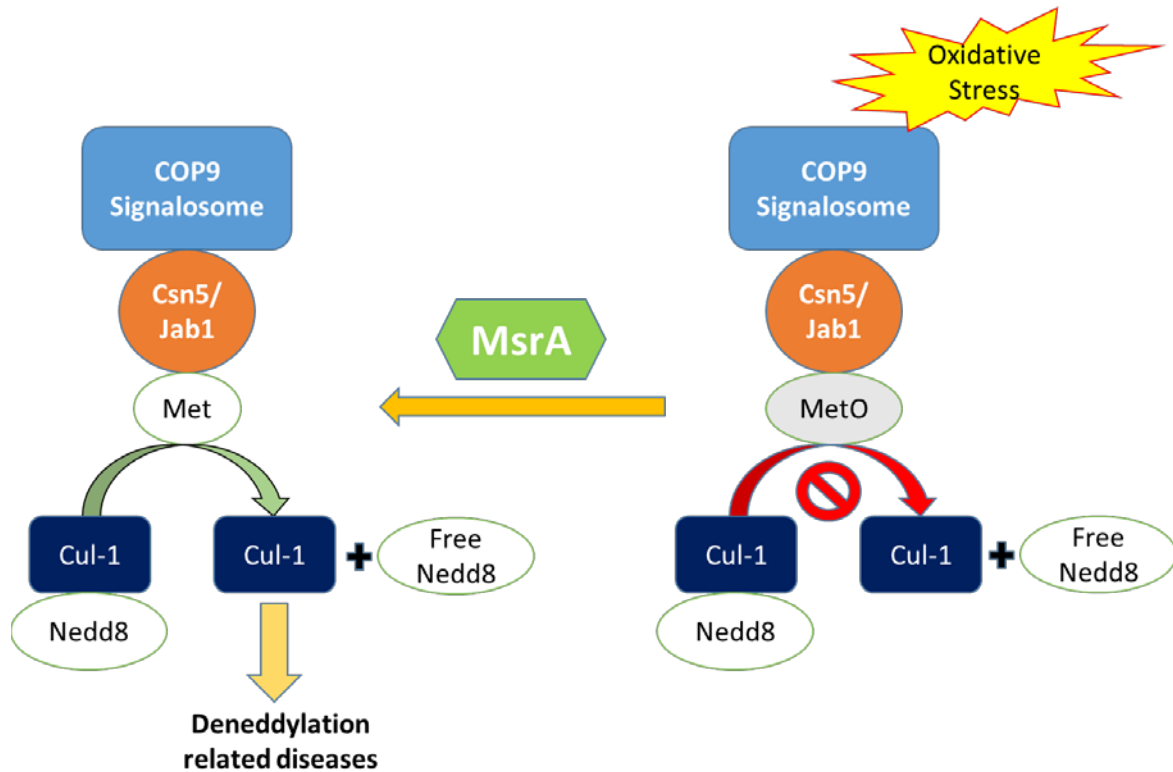 Oxidative
Stress
COP9
Signalosome
COP9
Signalosome
Csn5/
Jab1
MsrA
Csn5/
Jab1
Met
MetO
Cul-1
Cul-1
Free
Nedd8
Cul-1
Cul-1
Free
Nedd8
Nedd8
Nedd8
Deneddylation
related diseases